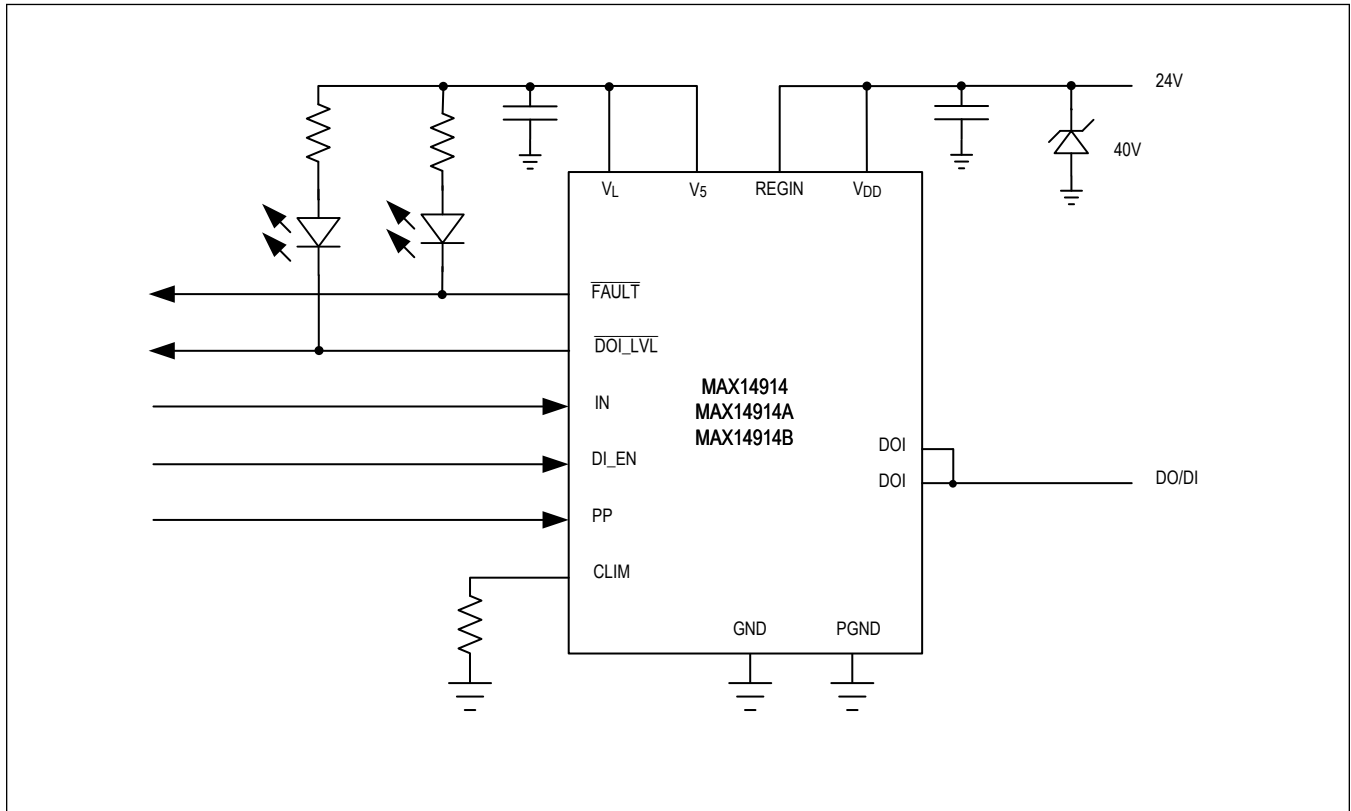 24V
40V
VL
V5
REGIN
VDD
FAULT
DOI_LVL
IN
DI_EN
PP
CLIM
MAX14914
MAX14914A
MAX14914B
DOI
DOI
DO/DI
GND
PGND